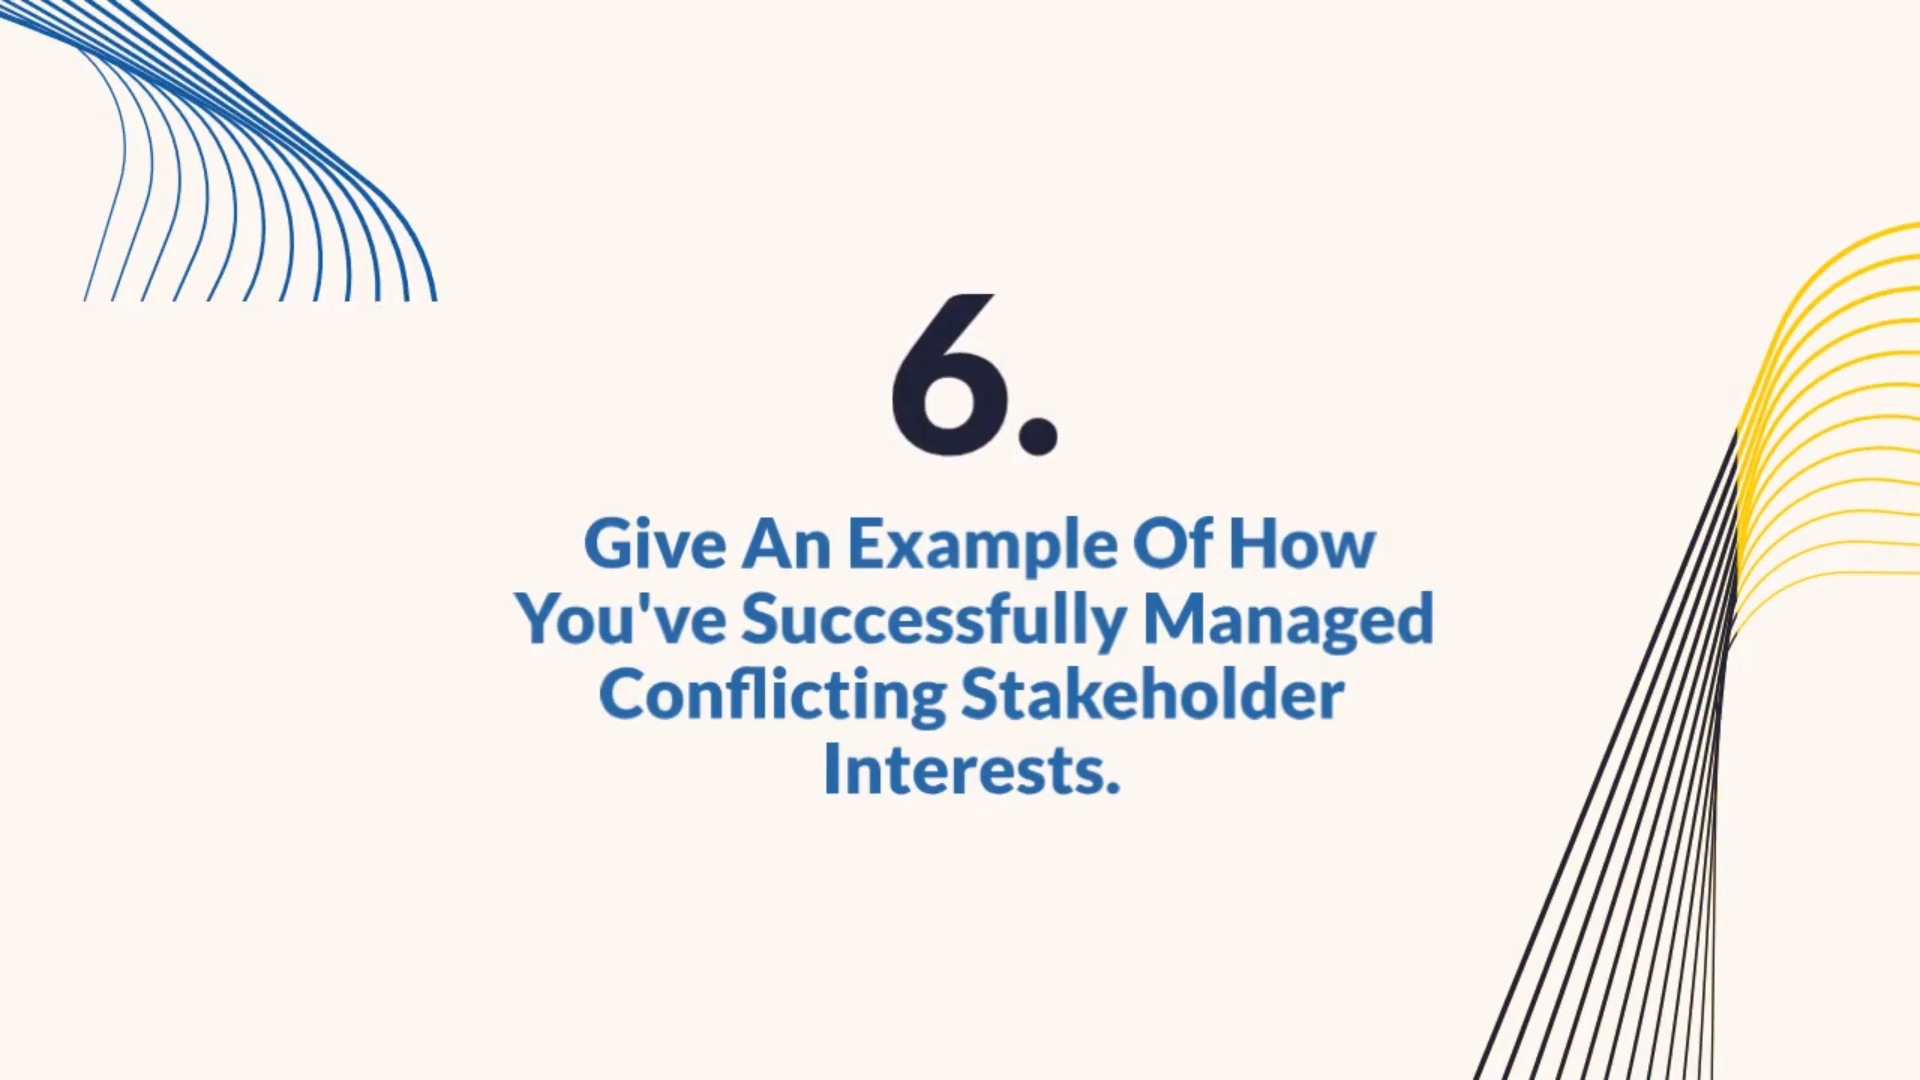 6.
Give An Example Of How
You've Successfully Managed
Conflicting Stakeholder
Interests.